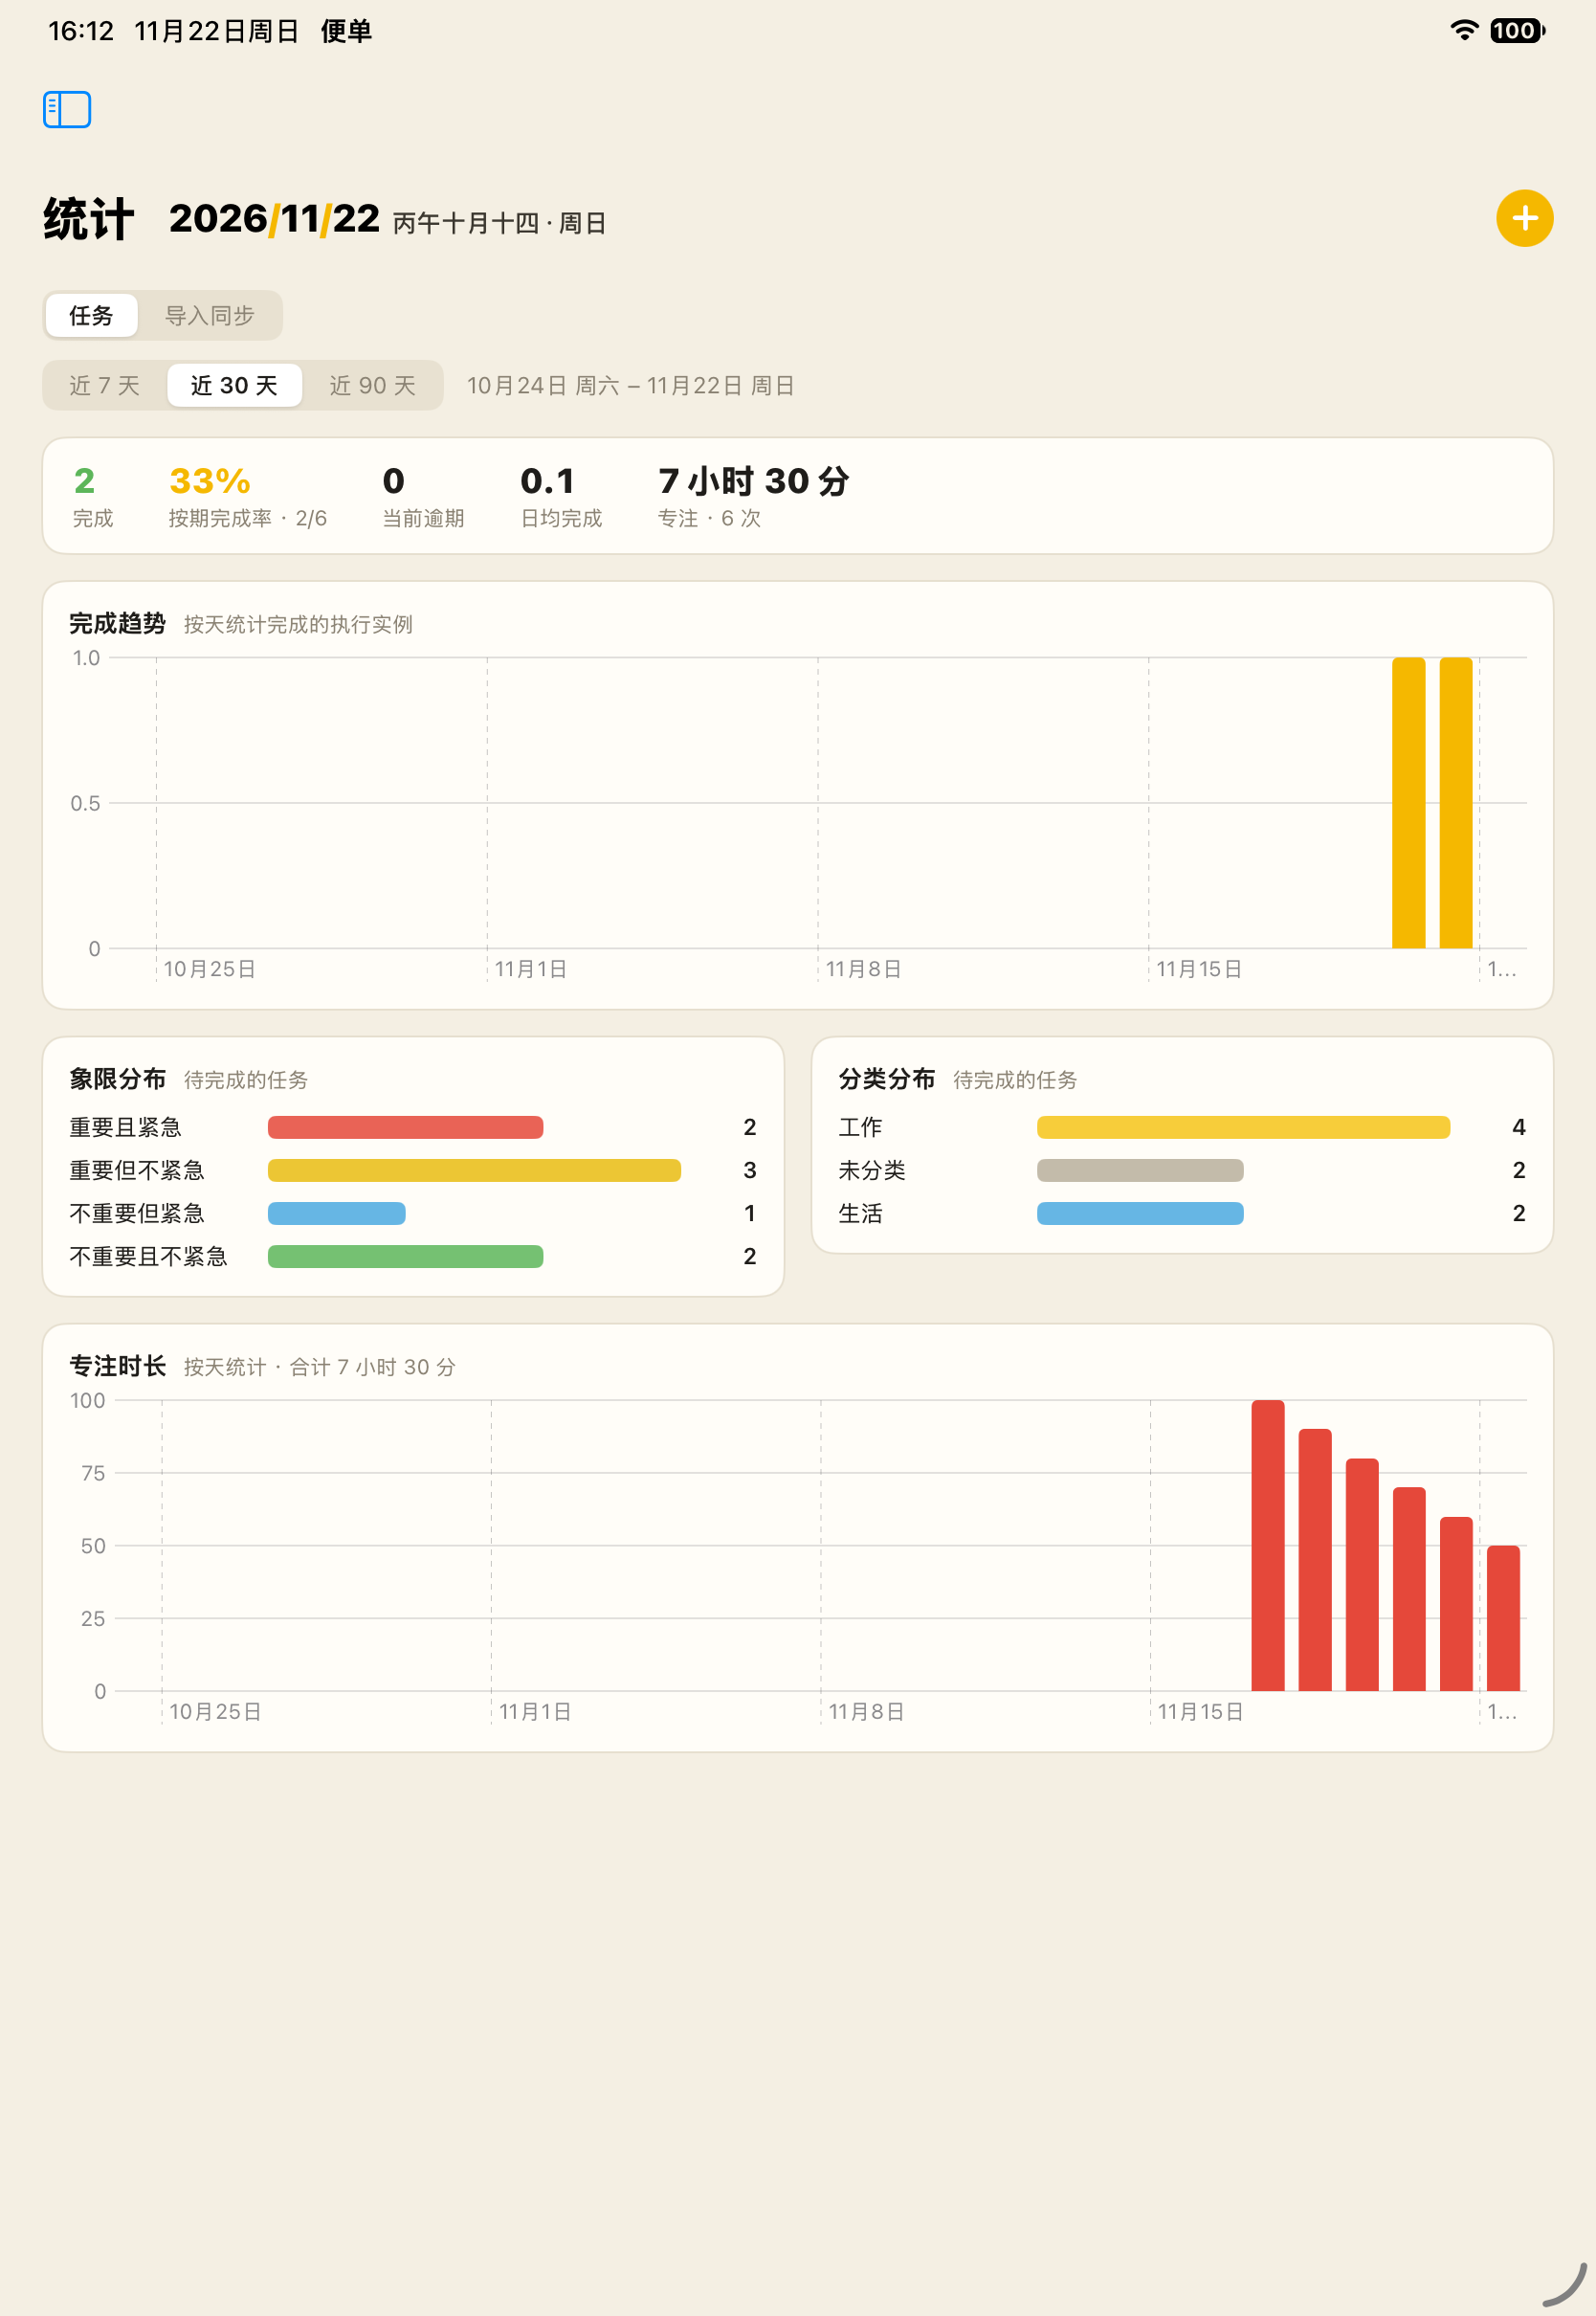 16:12 11月22日周日 便单 100
统计 2026/11/22 丙午十月十四 · 周日
任务 导入同步
近 7 天 近 30 天 近 90 天 10月24日 周六 – 11月22日 周日
2 33% 0 0.1 7 小时 30 分
完成 按期完成率 · 2/6 当前逾期 日均完成 专注 · 6 次
完成趋势 按天统计完成的执行实例
1.0
0.5
0
10月25日 11月1日 11月8日 11月15日 1...
象限分布 待完成的任务
重要且紧急 2
重要但不紧急 3
不重要但紧急 1
不重要且不紧急 2
分类分布 待完成的任务
工作 4
未分类 2
生活 2
专注时长 按天统计 · 合计 7 小时 30 分
100
75
50
25
0
10月25日 11月1日 11月8日 11月15日 1...